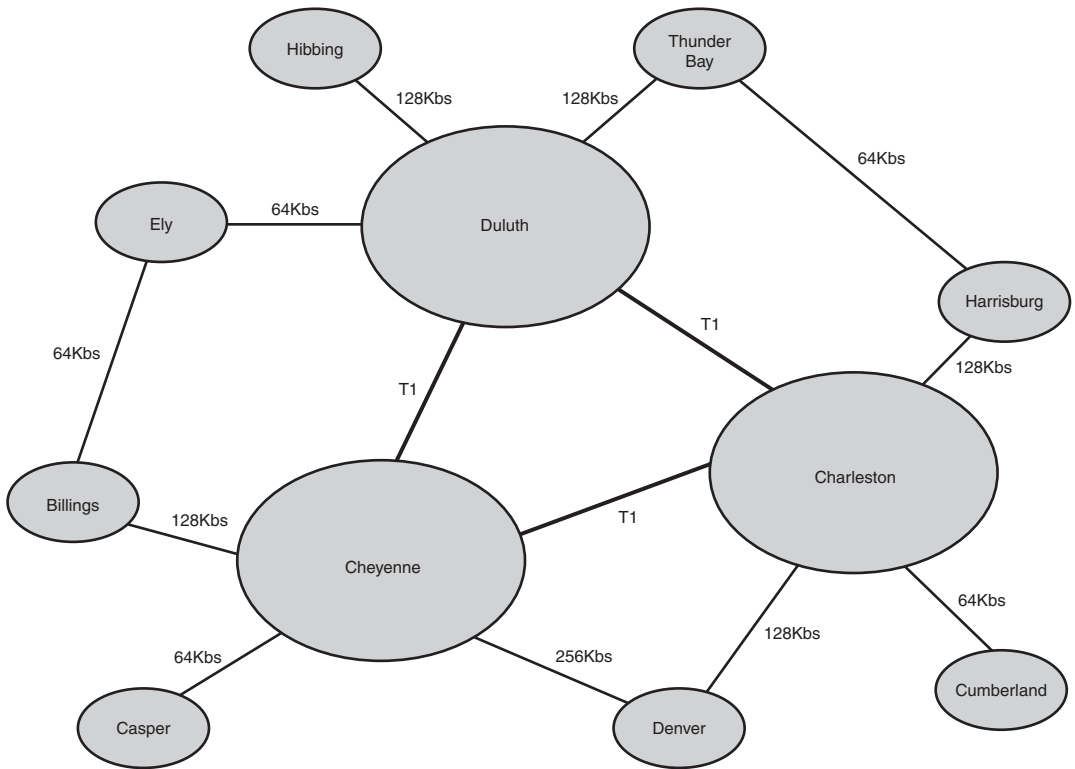 Hibbing
Thunder
Bay
128Kbs
128Kbs
64Kbs
Ely
64Kbs
Duluth
Harrisburg
T1
64Kbs
128Kbs
T1
Charleston
Billings
128Kbs
T1
Cheyenne
64Kbs
128Kbs
64Kbs
256Kbs
Cumberland
Casper
Denver